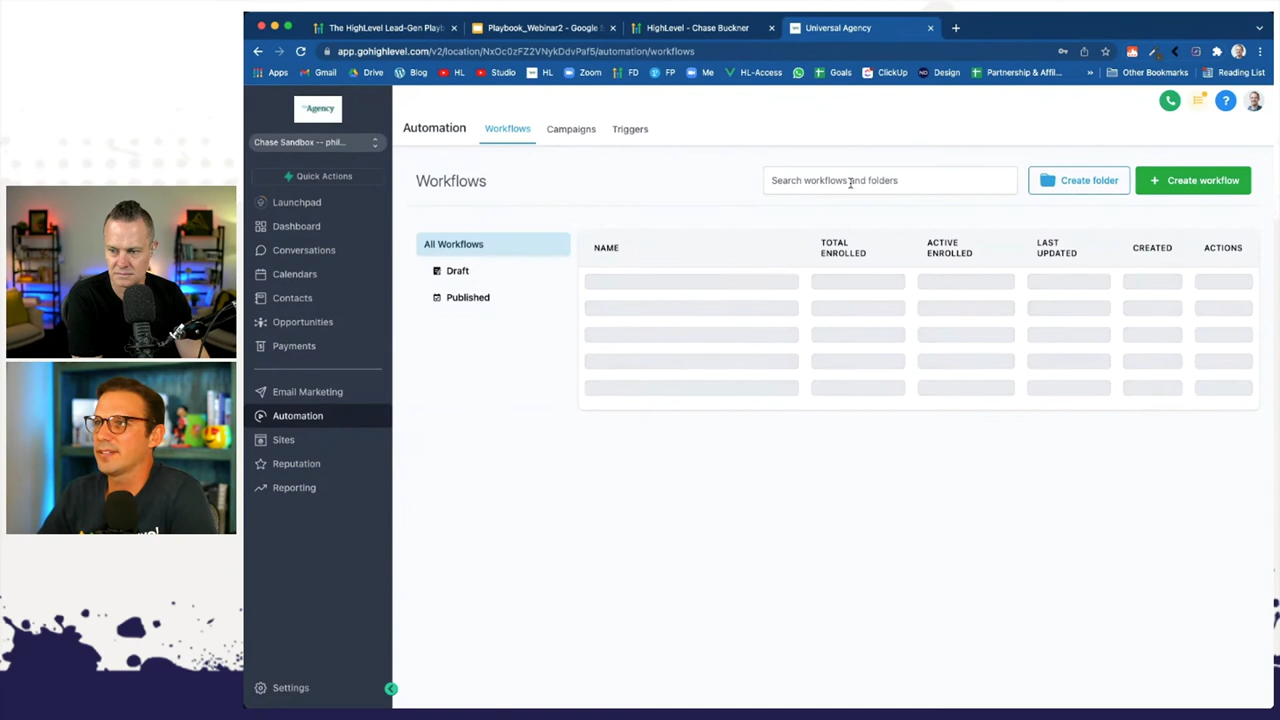 The HighLevel Lead-Gen Playb
Playbook_Webinar2 - Google S
HighLevel - Chase Buckner
Universal Agency
app.gohighlevel.com/v2/location/NxOc0zFZ2VNykDdvPaf5/automation/workflows
Apps
Gmail
Drive
Blog
HL
Studio
HL
Zoom
FD
FP
Me
HL-Access
Goals
ClickUp
Design
Partnership & Affil...
Other Bookmarks
Reading List
Agency
Chase Sandbox -- phil...
Quick Actions
Launchpad
Dashboard
Conversations
Calendars
Contacts
Opportunities
Payments
Email Marketing
Automation
Sites
Reputation
Reporting
Settings
Automation
Workflows
Campaigns
Triggers
Workflows
Search workflows and folders
Create folder
+ Create workflow
All Workflows
Draft
Published
NAME
TOTAL
ENROLLED
ACTIVE
ENROLLED
LAST
UPDATED
CREATED
ACTIONS